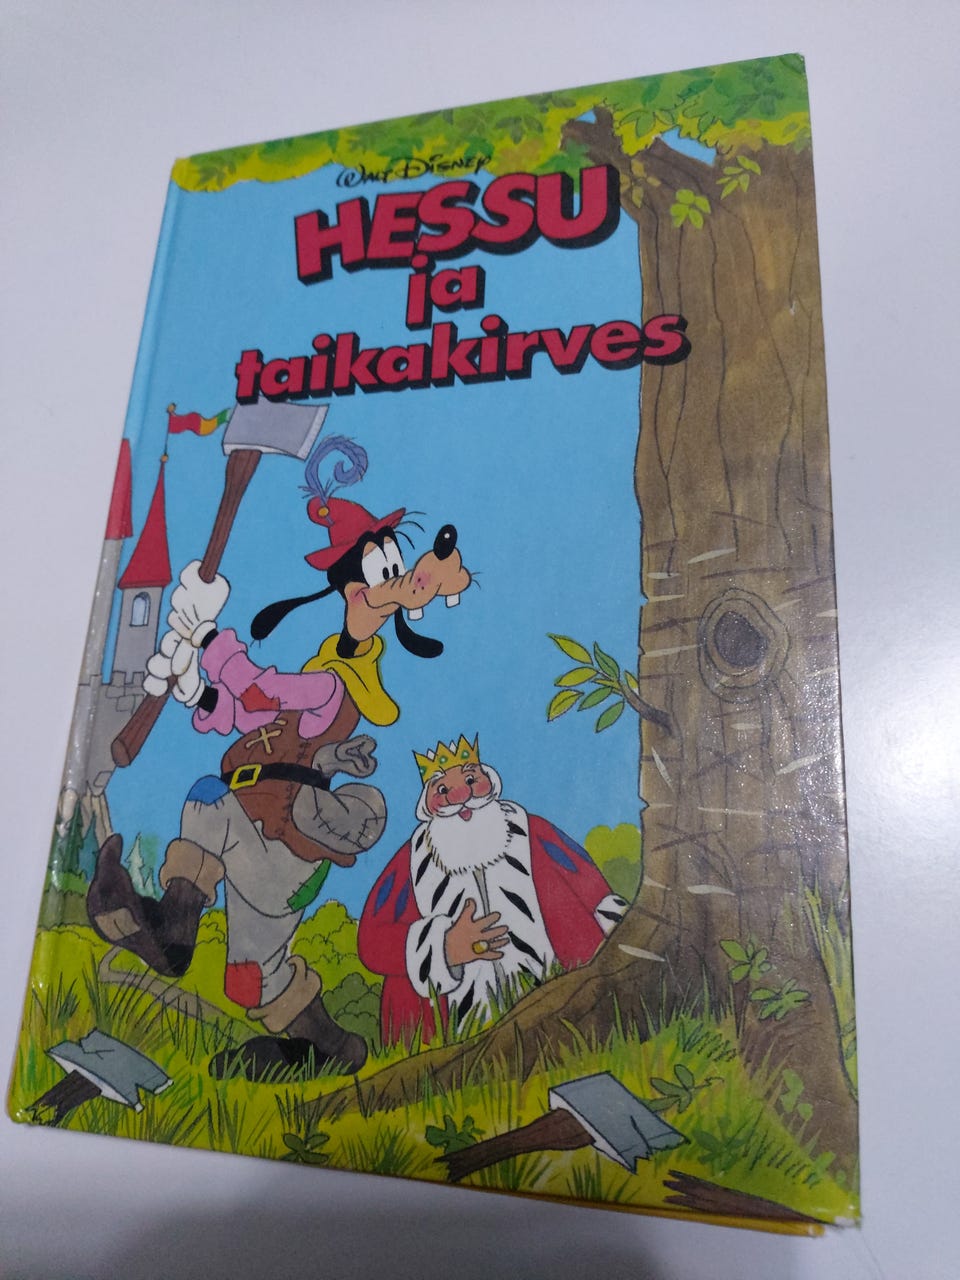 Walt Disney
HESSU
ja
taikakirves